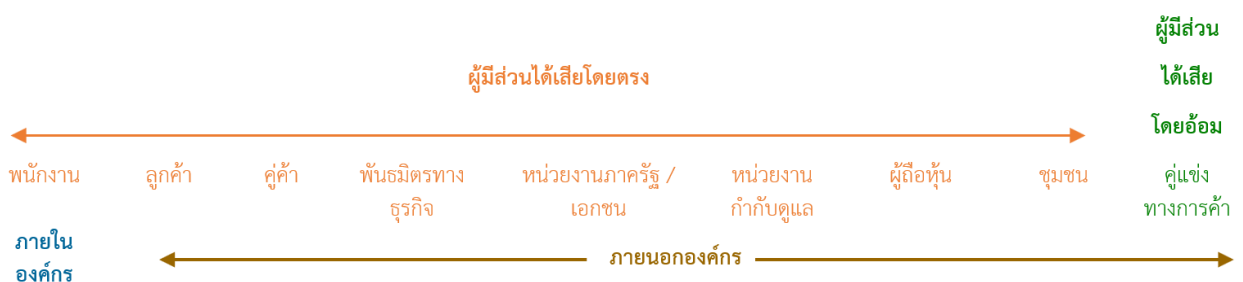 ผู้มีส่วนได้เสียโดยตรง
ผู้มีส่วน
ได้เสีย
โดยอ้อม
พนักงาน
ลูกค้า
คู่ค้า
พันธมิตรทาง
ธุรกิจ
หน่วยงานภาครัฐ /
เอกชน
หน่วยงาน
กำกับดูแล
ผู้ถือหุ้น
ชุมชน
คู่แข่ง
ทางการค้า
ภายใน
องค์กร
ภายนอกองค์กร